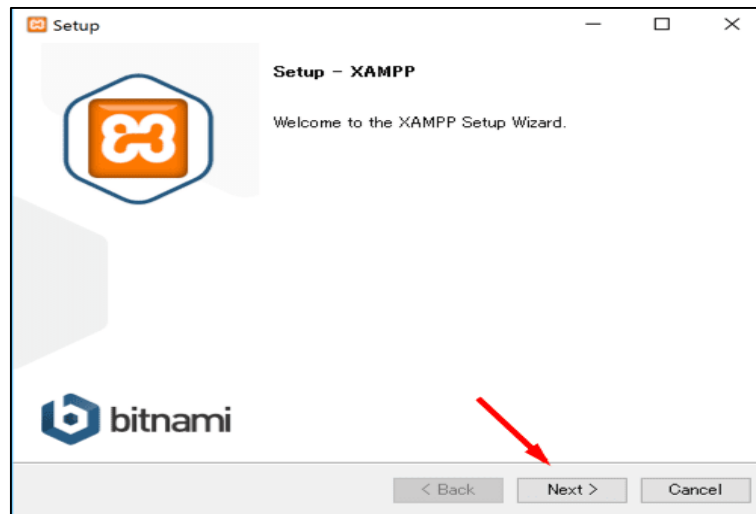 Setup
Setup - XAMPP
Welcome to the XAMPP Setup Wizard.
bitnami
< Back
Next >
Cancel